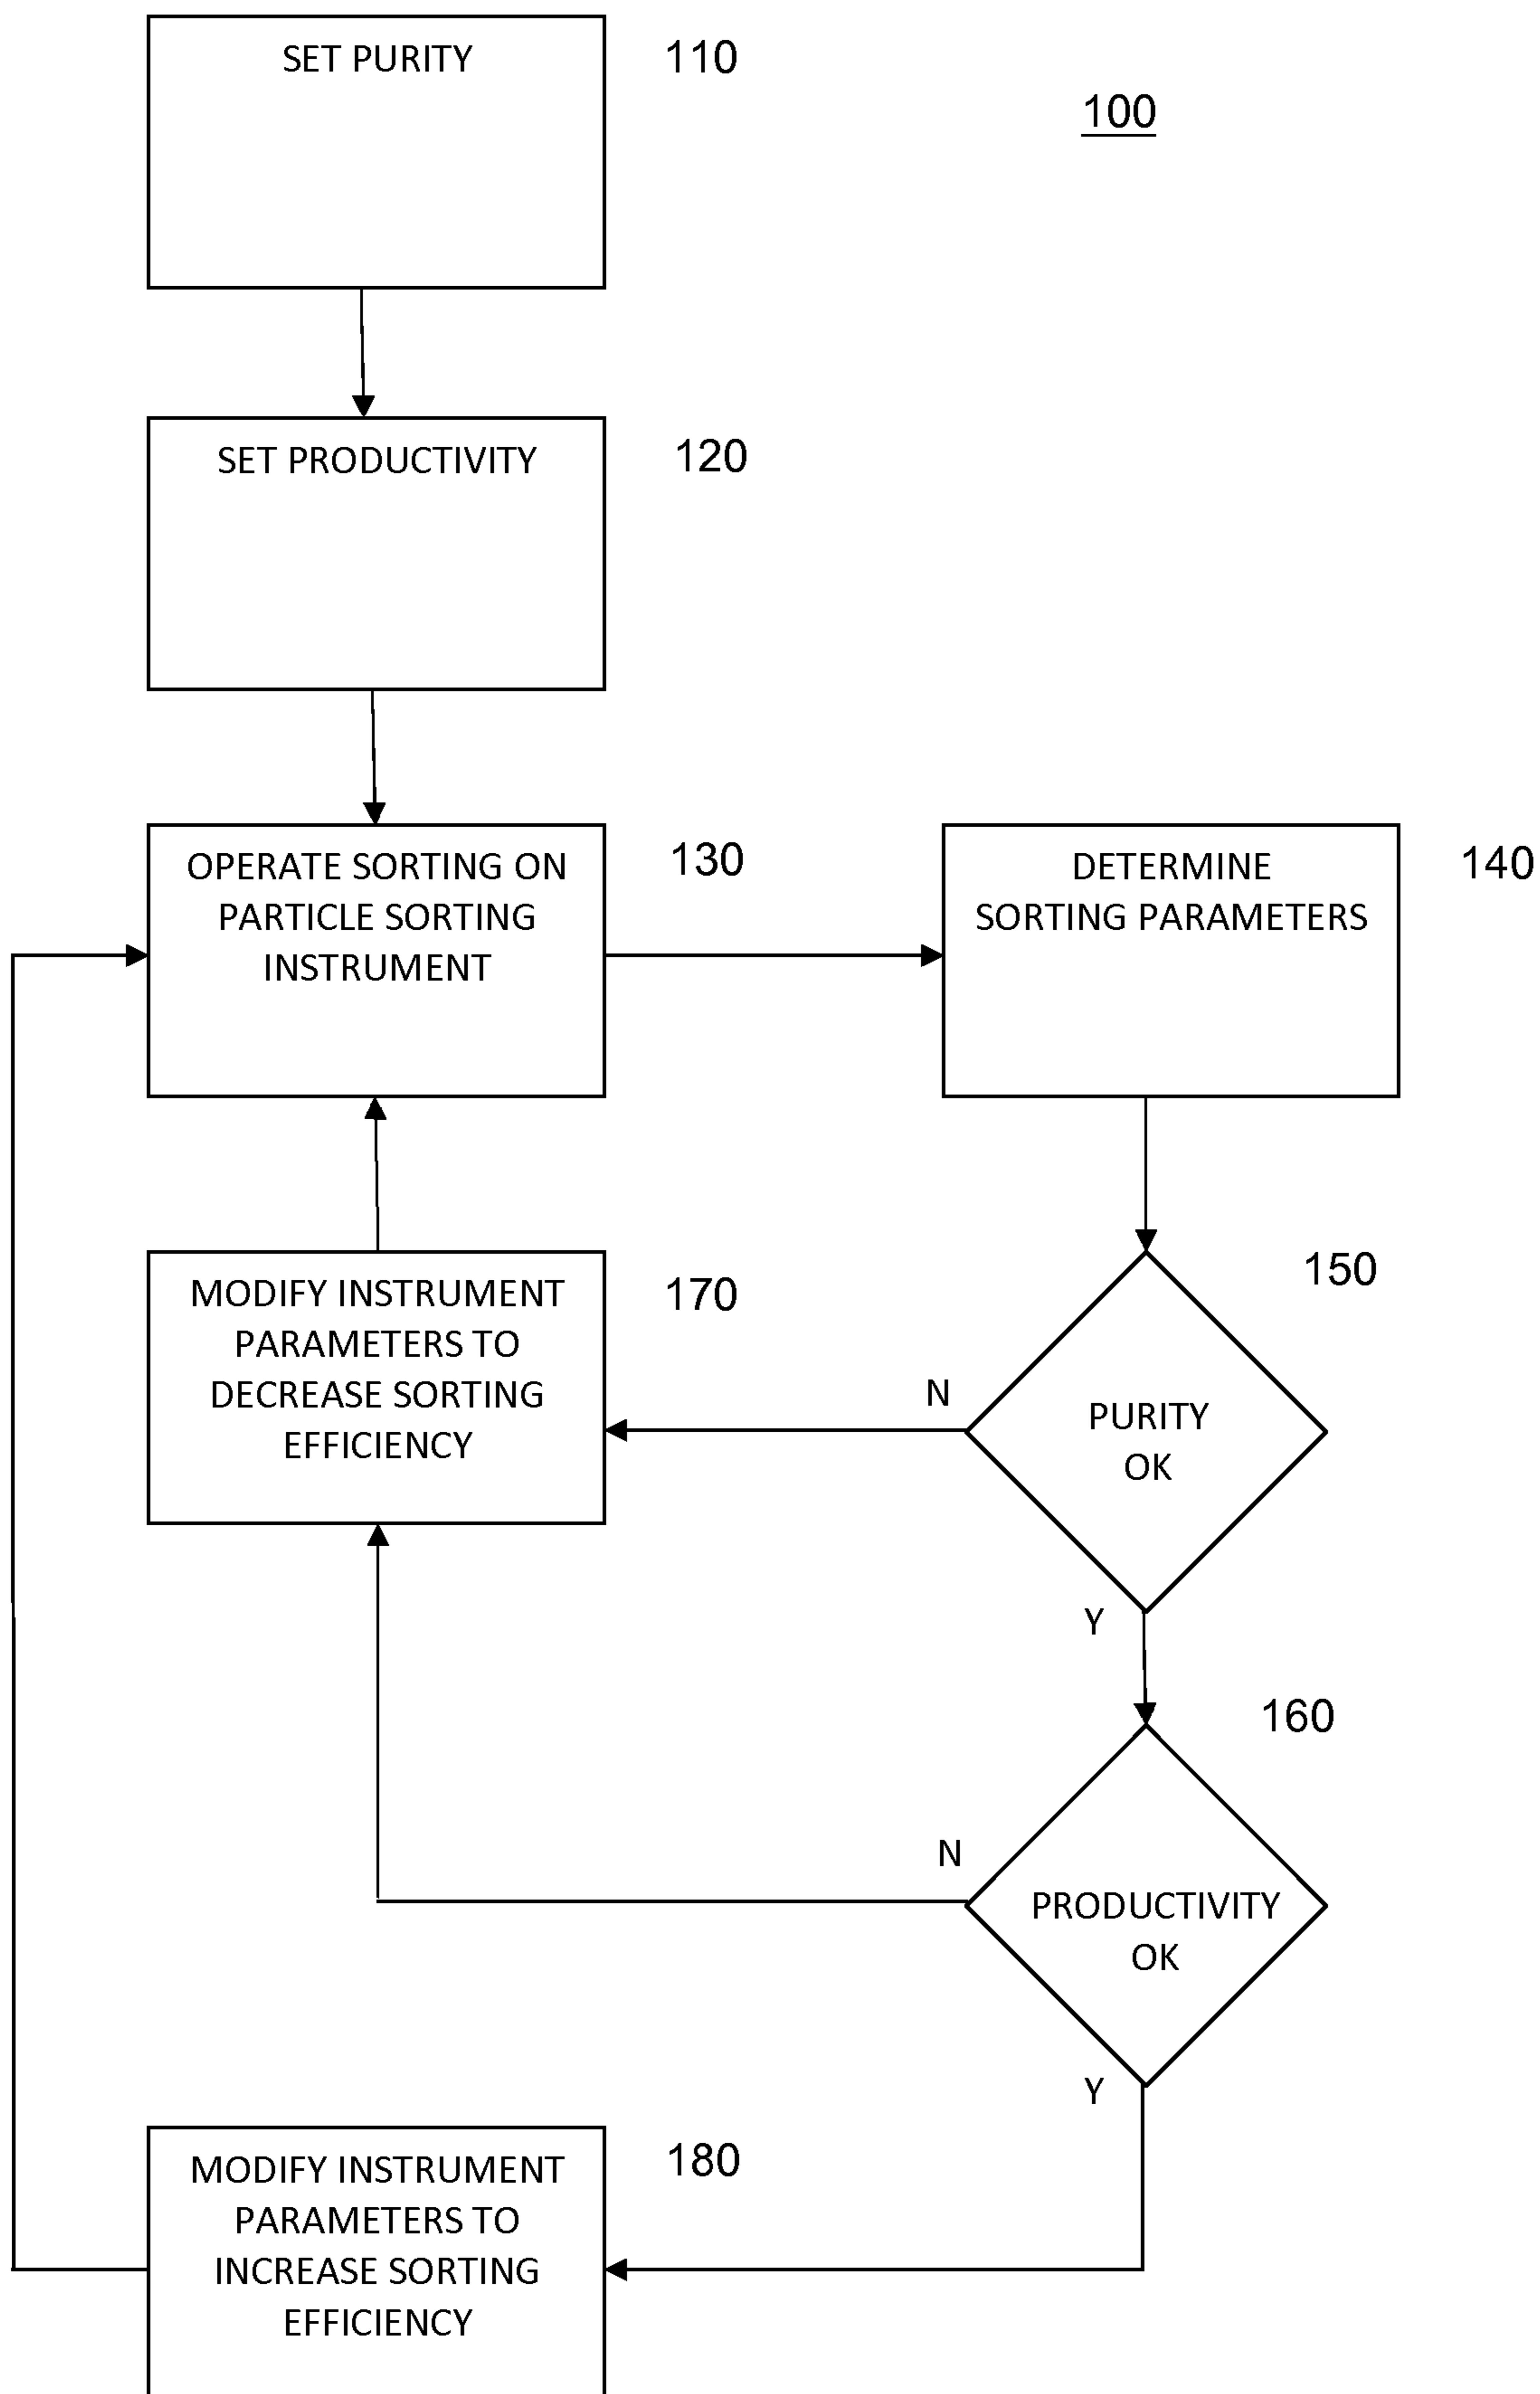 SET PURITY
110
100
SET PRODUCTIVITY
120
OPERATE SORTING ON
PARTICLE SORTING
INSTRUMENT
130
DETERMINE
SORTING PARAMETERS
140
MODIFY INSTRUMENT
PARAMETERS TO
DECREASE SORTING
EFFICIENCY
170
150
N
PURITY
OK
Y
160
N
PRODUCTIVITY
OK
Y
MODIFY INSTRUMENT
PARAMETERS TO
INCREASE SORTING
EFFICIENCY
180